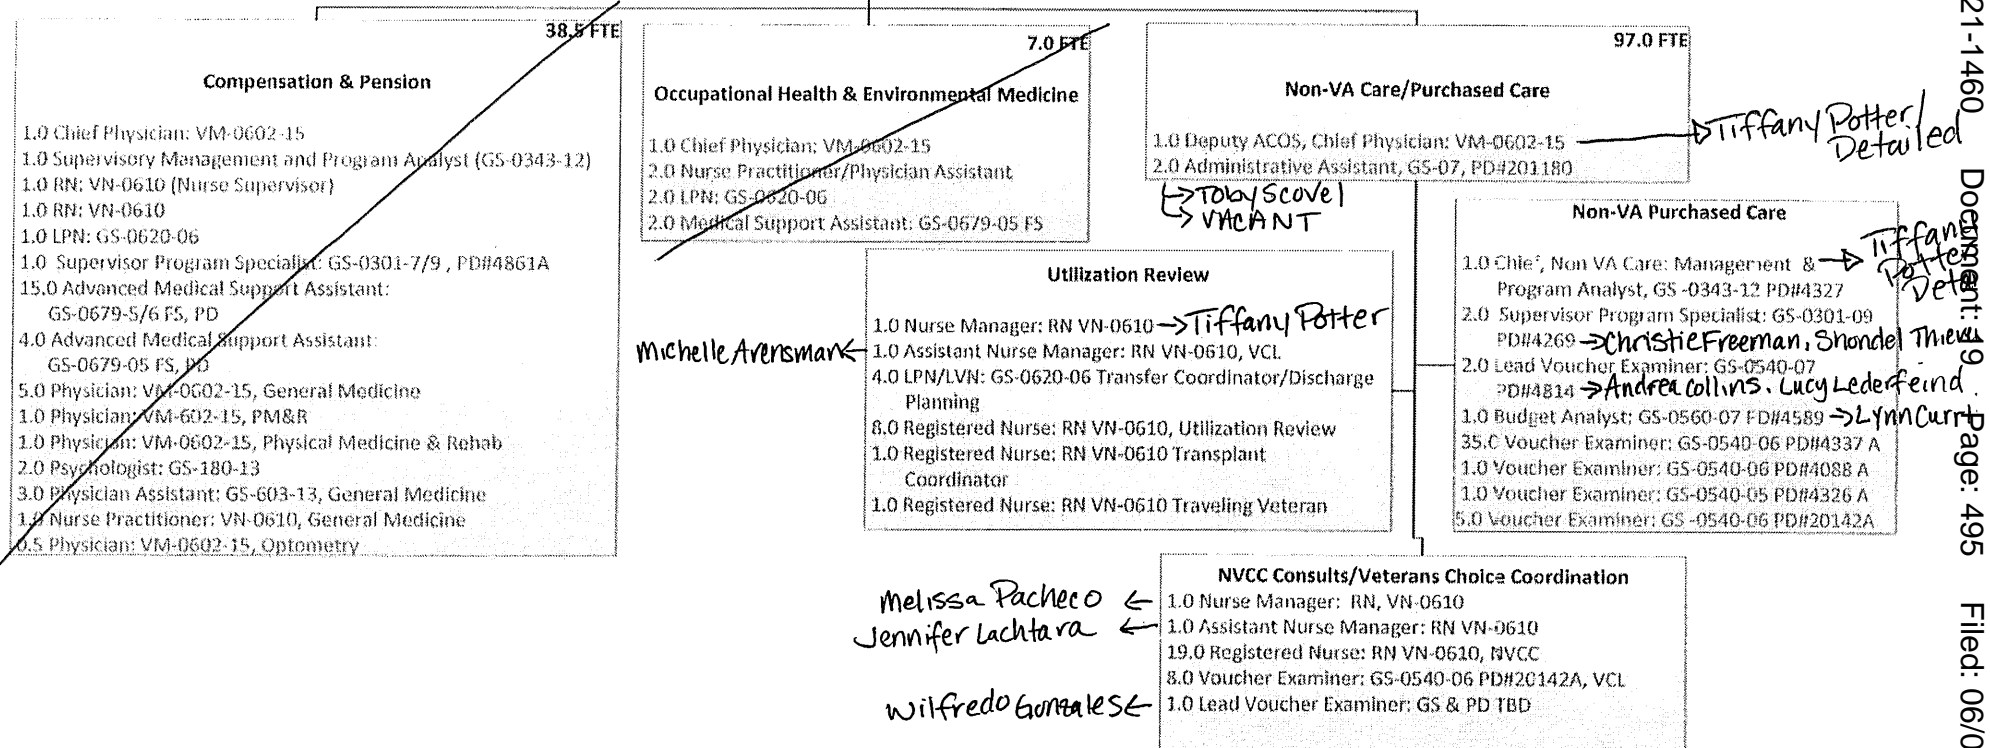 38.5 FTE
Compensation & Pension
1.0 Chief Physician: VM-0602-15
1.0 Supervisory Management and Program Analyst (GS-0343-12)
1.0 RN: VN-0610 (Nurse Supervisor)
1.0 RN: VN-0610
1.0 LPN: GS-0620-06
1.0 Supervisor Program Specialist: GS-0301-7/9 , PD#4861A
15.0 Advanced Medical Support Assistant:
GS-0679-5/6 FS, PD
4.0 Advanced Medical Support Assistant:
GS-0679-05 FS, PD
5.0 Physician: VM-0602-15, General Medicine
1.0 Physician: VM-602-15, PM&R
1.0 Physician: VM-0602-15, Physical Medicine & Rehab
2.0 Psychologist: GS-180-13
3.0 Physician Assistant: GS-603-13, General Medicine
1.0 Nurse Practitioner: VN-0610, General Medicine
0.5 Physician: VM-0602-15, Optometry
7.0 FTE
Occupational Health & Environmental Medicine
1.0 Chief Physician: VM-0602-15
2.0 Nurse Practitioner/Physician Assistant
2.0 LPN: GS-0620-06
2.0 Medical Support Assistant: GS-0679-05 FS
97.0 FTE
Non-VA Care/Purchased Care
1.0 Deputy ACOS, Chief Physician: VM-0602-15
Tiffany Potter/
Detailed
2.0 Administrative Assistant, GS-07, PD#201180
Toby Scovel
VACANT
Utilization Review
1.0 Nurse Manager: RN VN-0610 → Tiffany Potter
Michelle Arensman ← 1.0 Assistant Nurse Manager: RN VN-0610, VCL
4.0 LPN/LVN: GS-0620-06 Transfer Coordinator/Discharge
Planning
8.0 Registered Nurse: RN VN-0610, Utilization Review
1.0 Registered Nurse: RN VN-0610 Transplant
Coordinator
1.0 Registered Nurse: RN VN-0610 Traveling Veteran
Non-VA Purchased Care
1.0 Chief, Non VA Care: Management &
Program Analyst, GS -0343-12 PD#4327
Tiffany
Potter
2.0 Supervisor Program Specialist: GS-0301-09
PD#4269 → Christie Freeman, Shondel
2.0 Lead Voucher Examiner: GS-0540-07
PD#4814 → Andrea Collins. Lucy Lederfeind
1.0 Budget Analyst; GS-0560-07 PD#4589 → Lynn
35.0 Voucher Examiner: GS-0540-06 PD#4337 A
1.0 Voucher Examiner: GS-0540-06 PD#4088 A
1.0 Voucher Examiner: GS-0540-05 PD#4326 A
5.0 Voucher Examiner: GS -0540-06 PD#20142A
NVCC Consults/Veterans Choice Coordination
Melissa Pacheco ← 1.0 Nurse Manager: RN, VN-0610
Jennifer Lachtara ← 1.0 Assistant Nurse Manager: RN VN-0610
19.0 Registered Nurse: RN VN-0610, NVCC
8.0 Voucher Examiner: GS-0540-06 PD#20142A, VCL
Wilfredo Gonzales ← 1.0 Lead Voucher Examiner: GS & PD TBD
21-1460 Document: 19 Page: 495 Filed: 06/0